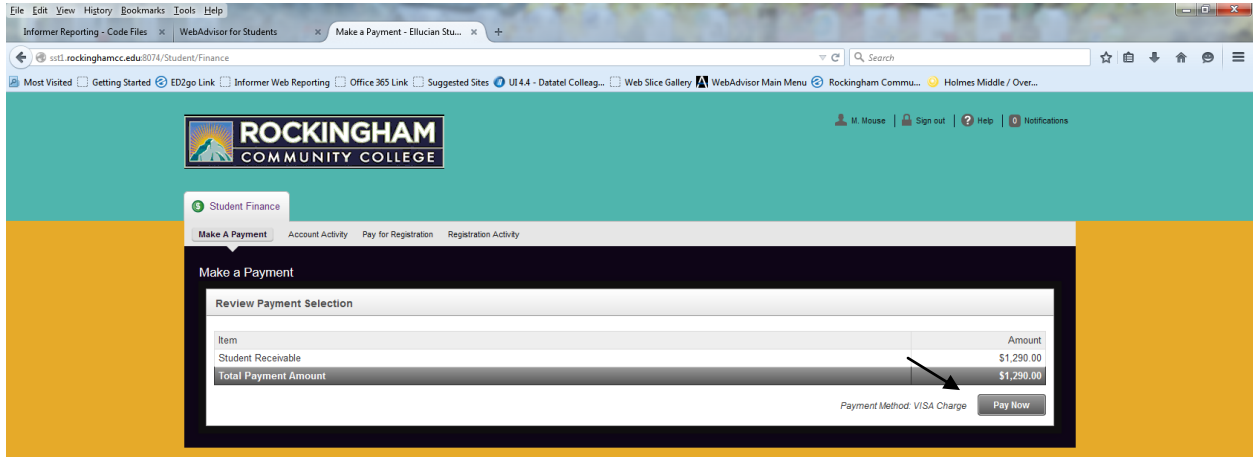 File Edit View History Bookmarks Tools Help
Informer Reporting - Code Files × WebAdvisor for Students × Make a Payment - Ellucian Stu... × +
sst1.rockinghamcc.edu:8074/Student/Finance Search
Most Visited Getting Started ED2go Link Informer Web Reporting Office 365 Link Suggested Sites UI 4.4 - Datatel Colleag... Web Slice Gallery WebAdvisor Main Menu Rockingham Commu... Holmes Middle / Over...
M. Mouse | Sign out | Help | 0 Notifications
ROCKINGHAM
COMMUNITY COLLEGE
Student Finance
Make A Payment Account Activity Pay for Registration Registration Activity
Make a Payment
Review Payment Selection
Item Amount
Student Receivable $1,290.00
Total Payment Amount $1,290.00
Payment Method: VISA Charge Pay Now